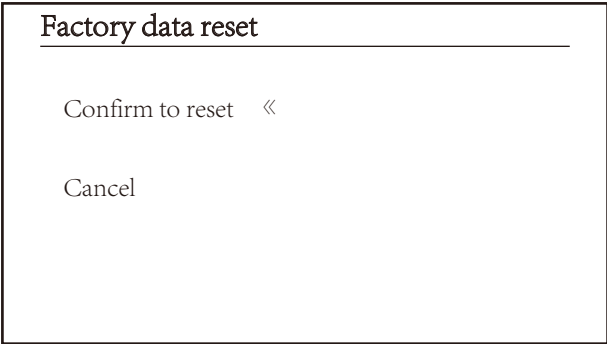 Factory data reset
Confirm to reset «
Cancel